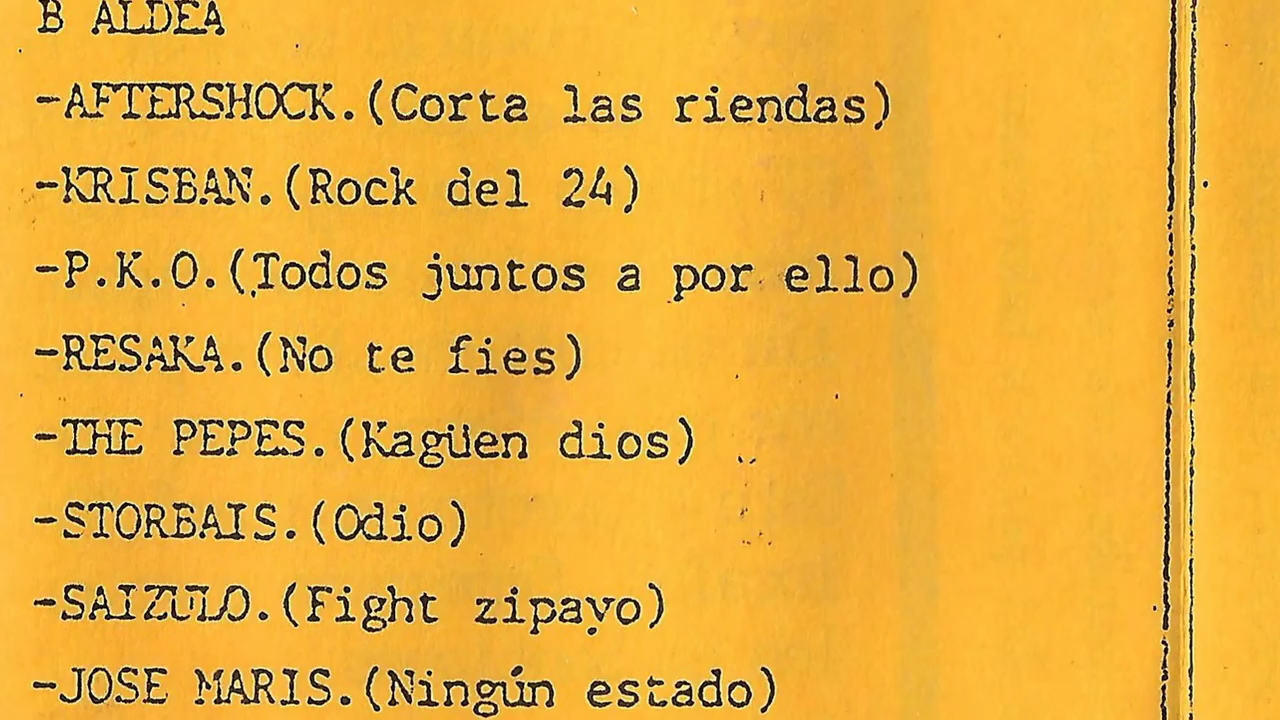 B ALDEA
-AFTERSHOCK.(Corta las riendas)
-KRISBAN.(Rock del 24)
-P.K.O.(Todos juntos a por ello)
-RESAKA.(No te fies)
-THE PEPES.(Kagüen dios)
-STORBAIS.(Odio)
-SAIZULO.(Fight zipayo)
-JOSE MARIS.(Ningún estado)